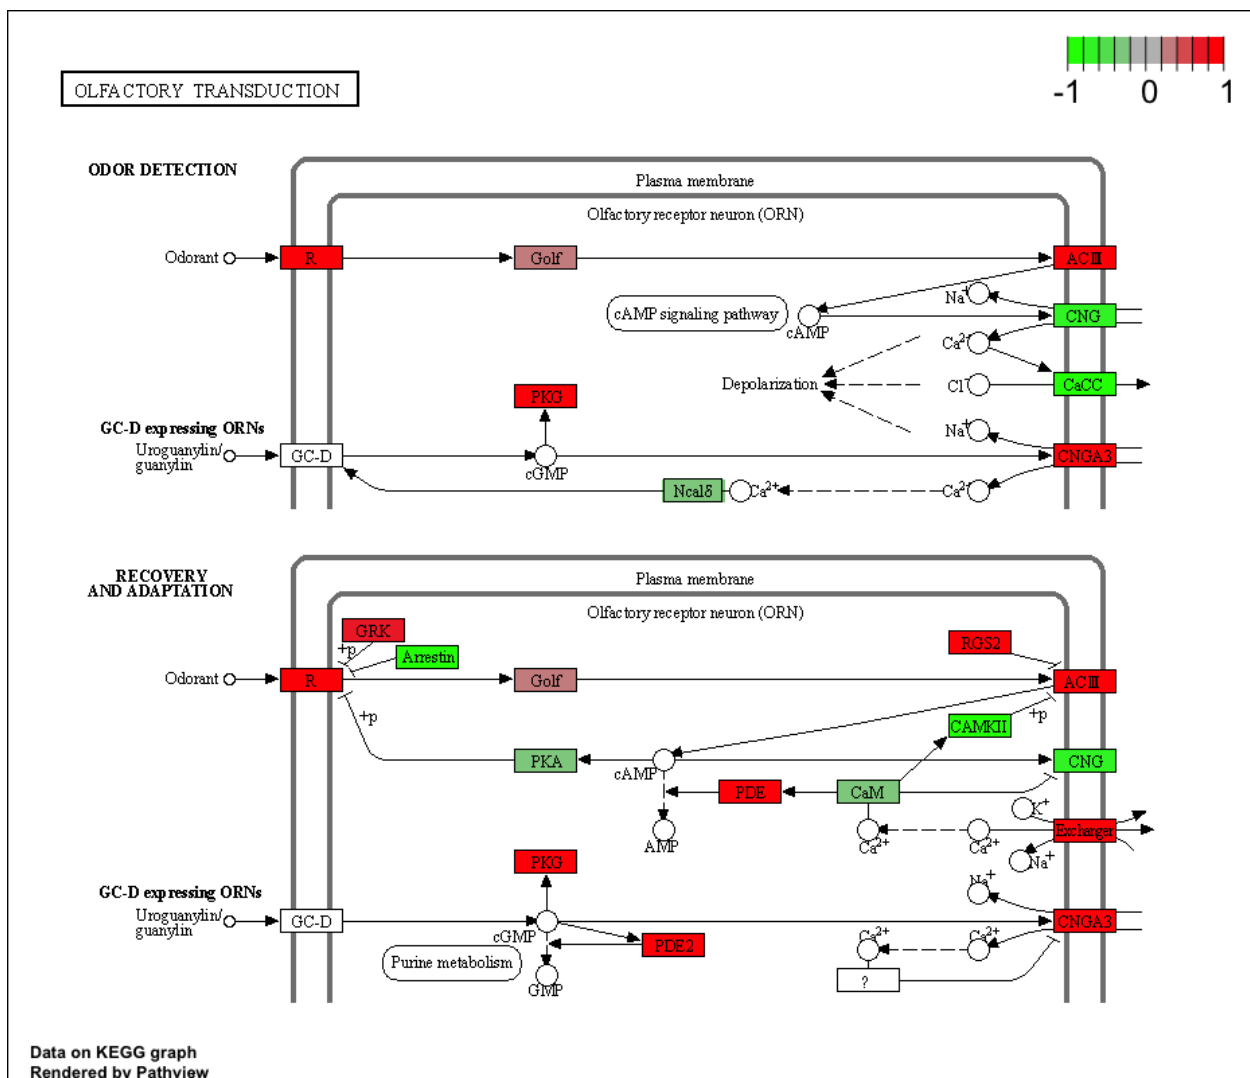 -1 0 1
OLFACTORY TRANSDUCTION
ODOR DETECTION
Plasma membrane
Olfactory receptor neuron (ORN)
Odorant
R
Golf
ACⅢ
Na+
cAMP signaling pathway
cAMP
CNG
Ca2+
Depolarization
Cl-
CaCC
PKG
Na+
GC-D expressing ORNs
Uroguanylin/
guanylin
GC-D
cGMP
CNGA3
Ncalδ
Ca2+
Ca2+
RECOVERY
AND ADAPTATION
Plasma membrane
Olfactory receptor neuron (ORN)
GRK
+p
Arrestin
RGS2
Odorant
R
Golf
ACⅢ
+p
CAMKII
+p
PKA
cAMP
CNG
PDE
CaM
K+
AMP
Ca2+
Ca2+
Exchanger
Na+
PKG
Na+
GC-D expressing ORNs
Uroguanylin/
guanylin
GC-D
cGMP
CNGA3
PDE2
Ca2+
Ca2+
Purine metabolism
GMP
?
Data on KEGG graph
Rendered by Pathview